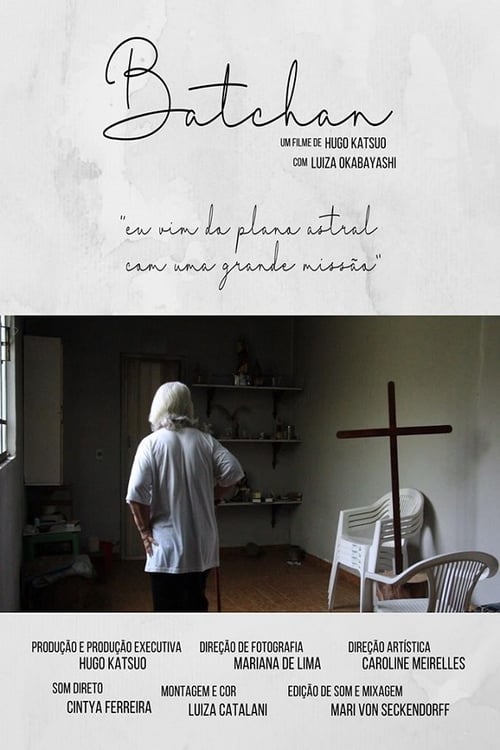 Batchan
UM FILME DE HUGO KATSUO
COM LUIZA OKABAYASHI
"eu vim do plano astral
com uma grande missão"
PRODUÇÃO E PRODUÇÃO EXECUTIVA
HUGO KATSUO
DIREÇÃO DE FOTOGRAFIA
MARIANA DE LIMA
DIREÇÃO ARTÍSTICA
CAROLINE MEIRELLES
SOM DIRETO
CINTYA FERREIRA
MONTAGEM E COR
LUIZA CATALANI
EDIÇÃO DE SOM E MIXAGEM
MARI VON SECKENDORFF